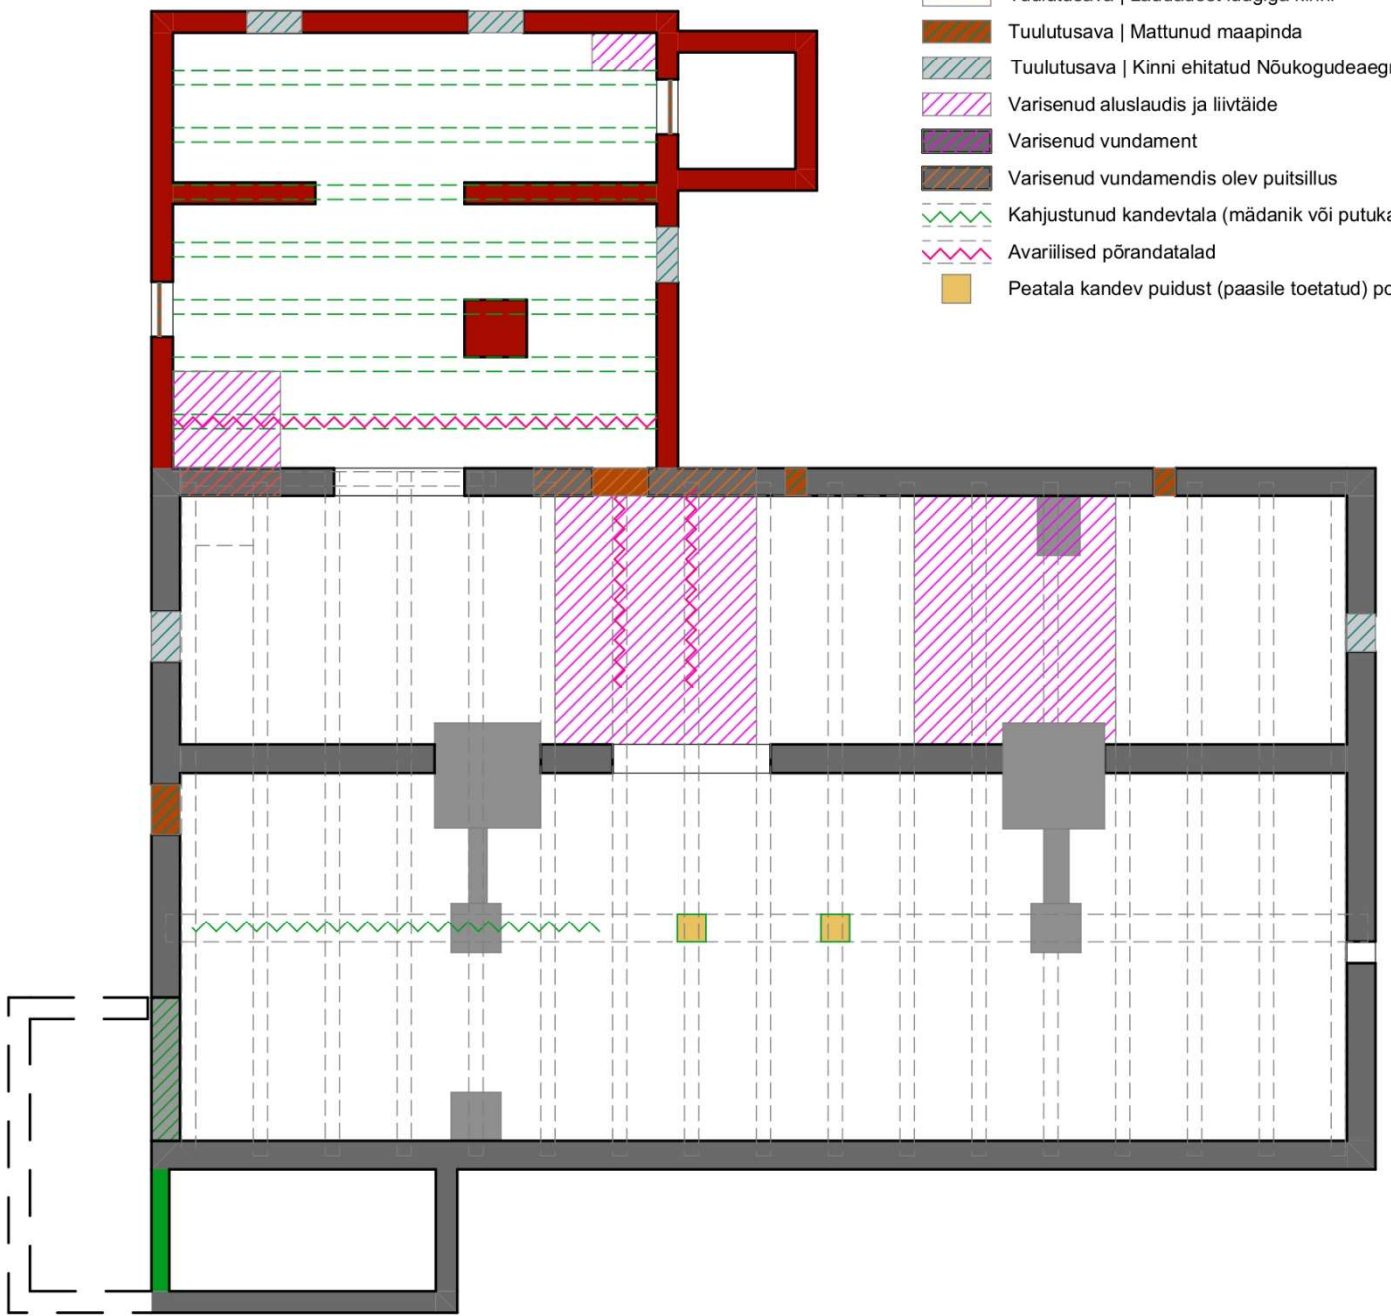 Tuulutusava | Mattunud maapinda
Tuulutusava | Kinni ehitatud Nõukogudeaegn
Varisenud aluslaudis ja liivtäide
Varisenud vundament
Varisenud vundamendis olev puitsillus
Kahjustunud kandevtala (mädanik või putuka
Avariilised põrandatalad
Peatala kandev puidust (paasile toetatud) po